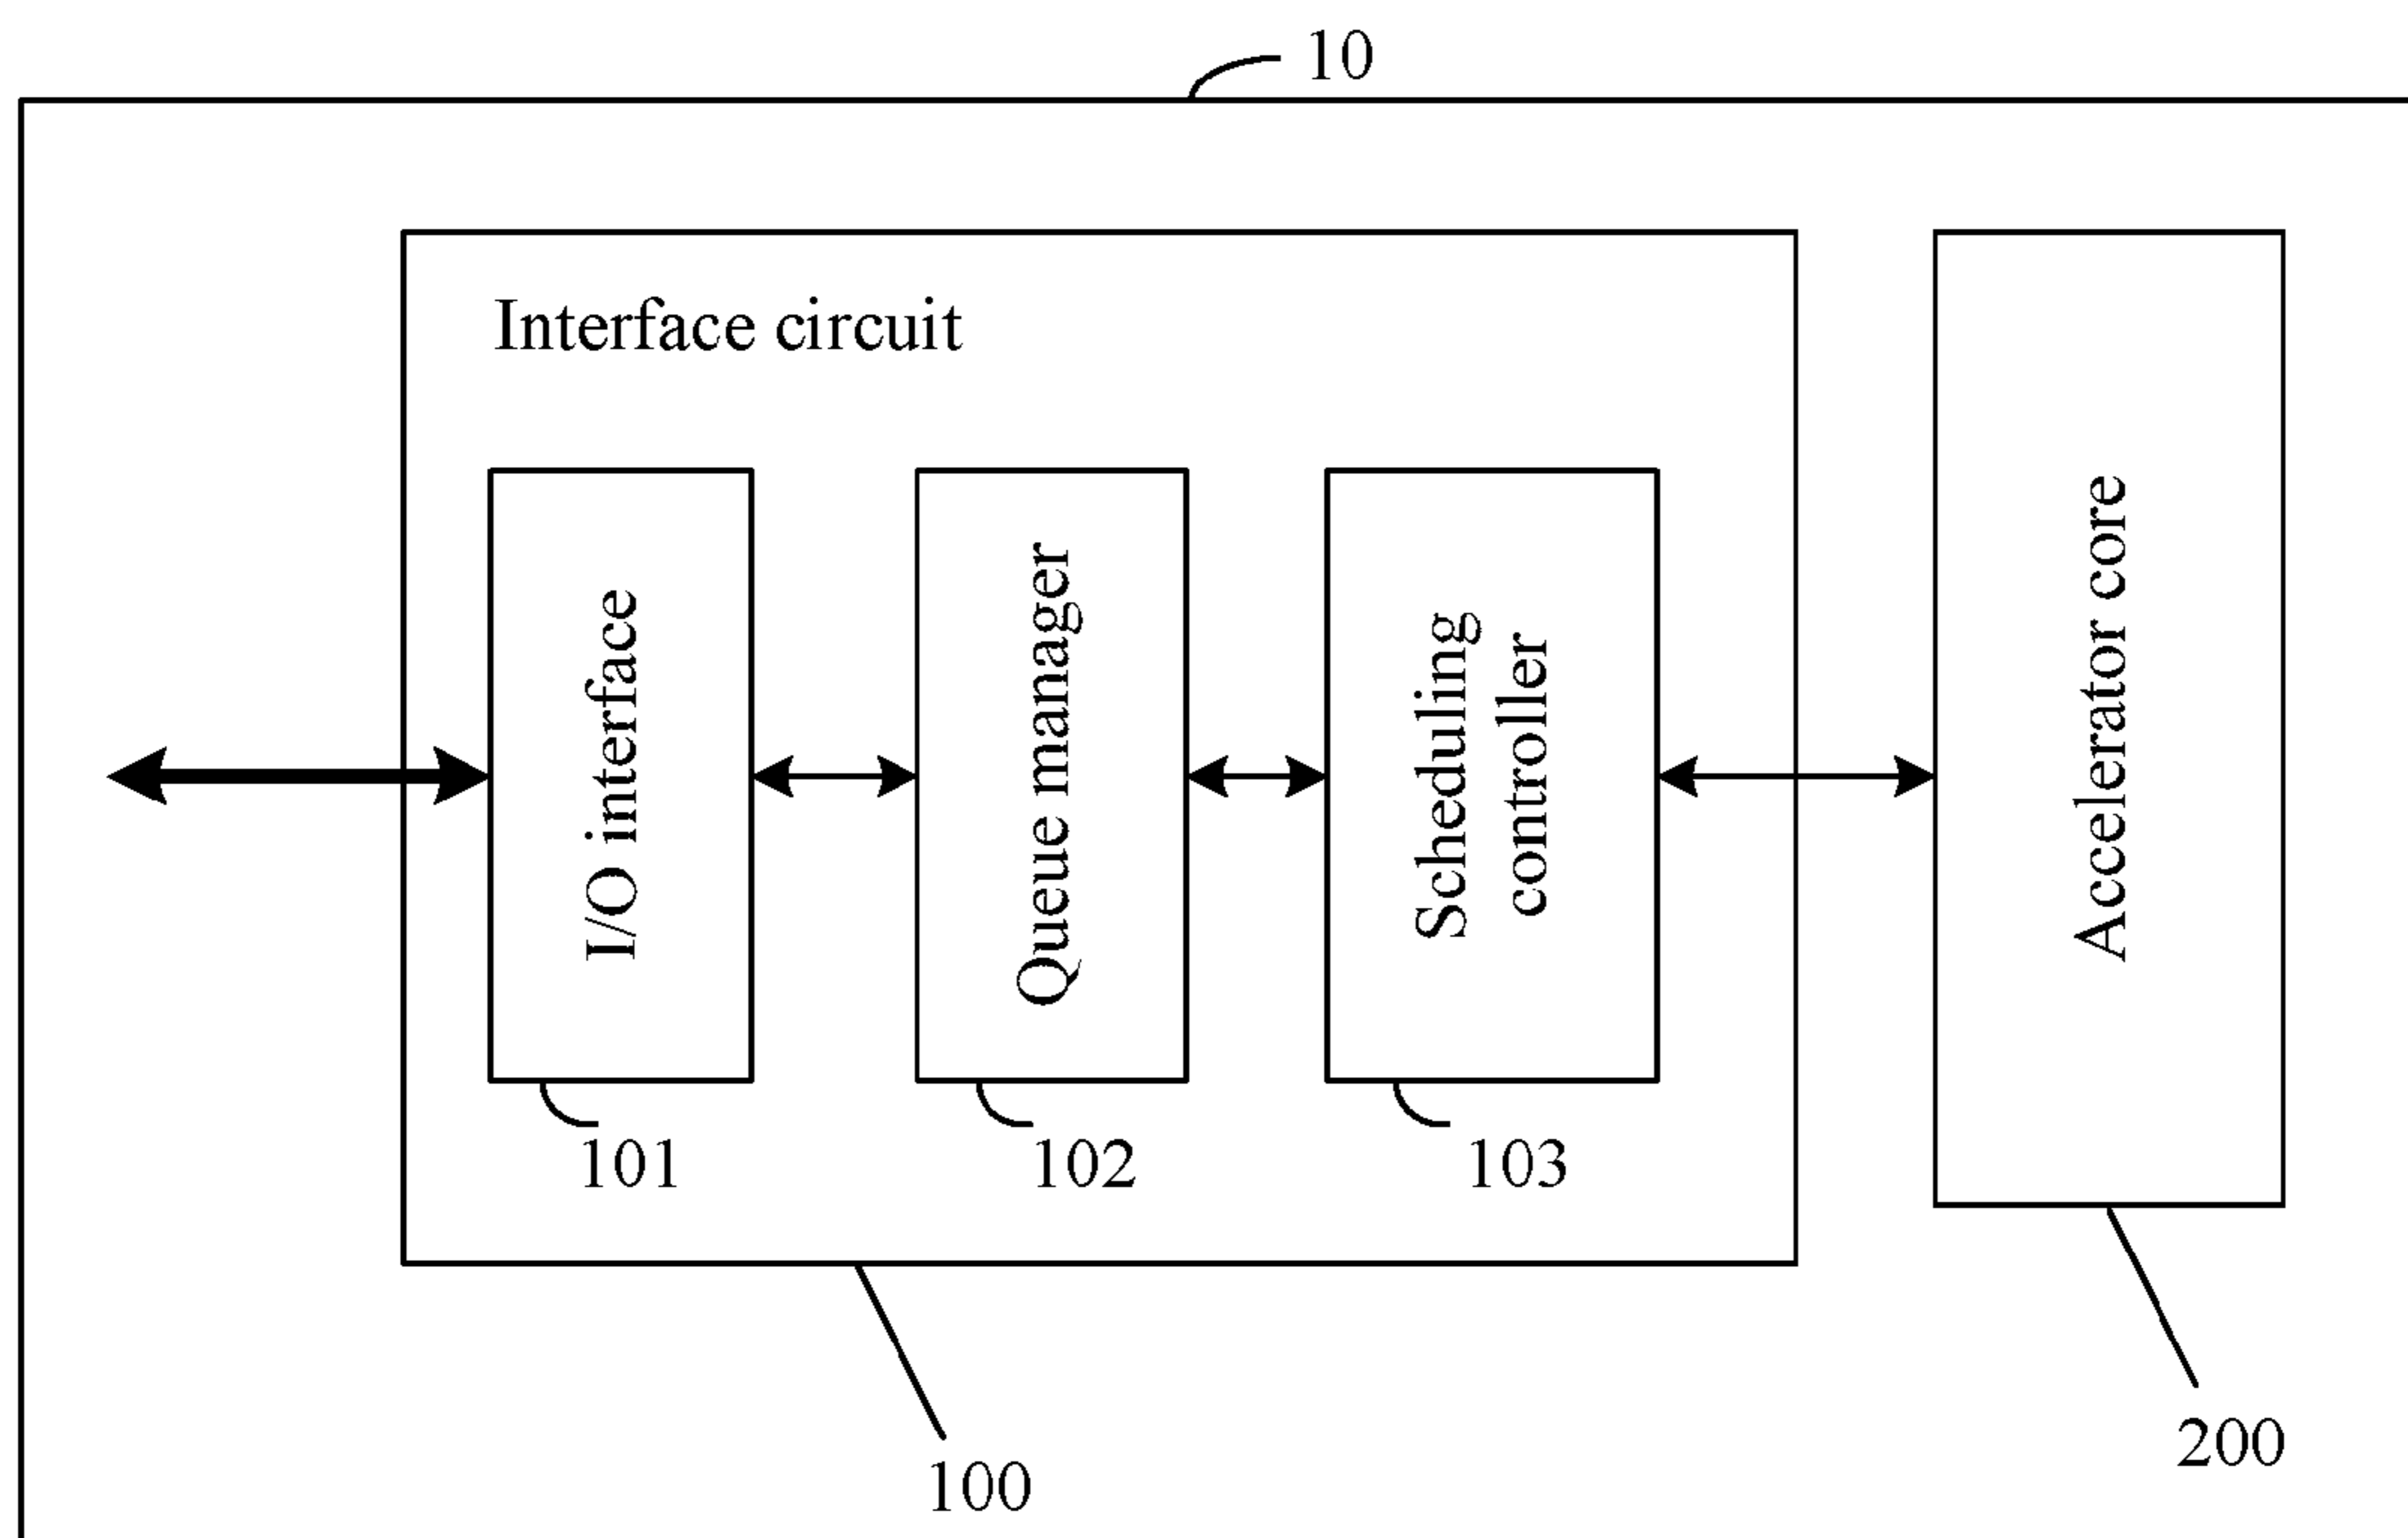 10
Interface circuit
I/O interface
Queue manager
Scheduling
controller
Accelerator core
101
102
103
100
200